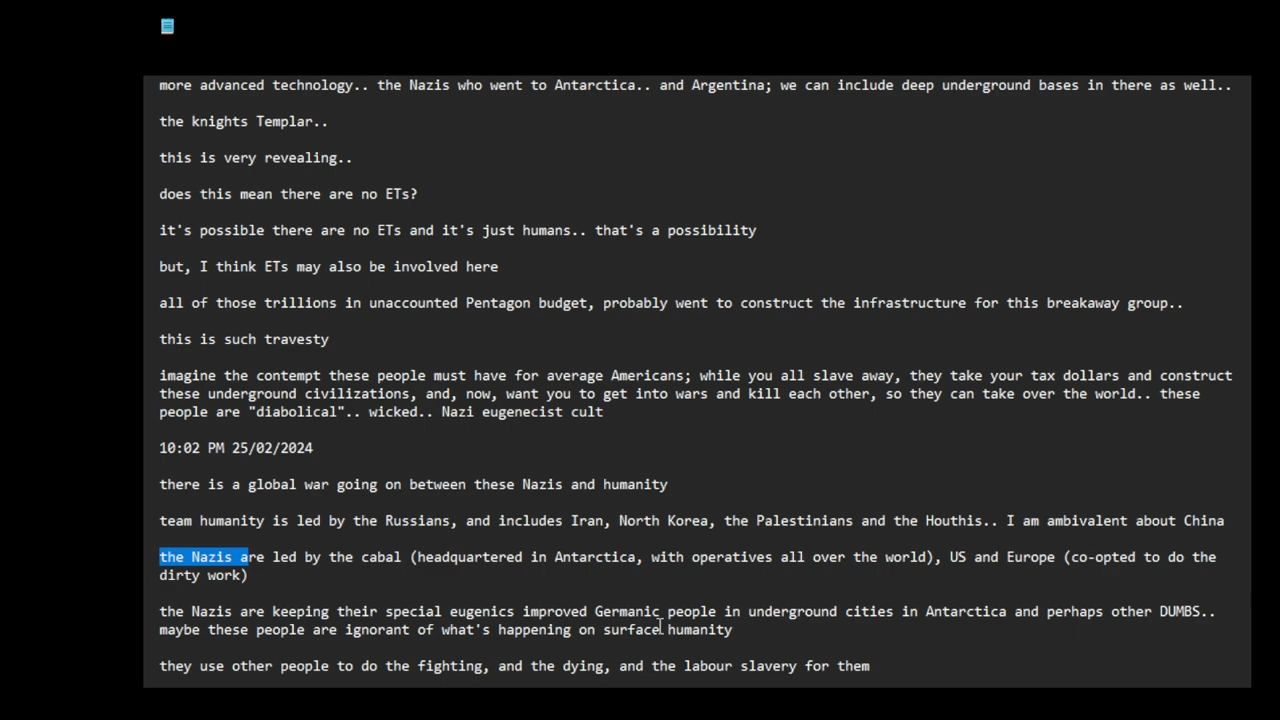 more advanced technology.. the Nazis who went to Antarctica.. and Argentina; we can include deep underground bases in there as well..
the knights Templar..
this is very revealing..
does this mean there are no ETs?
it's possible there are no ETs and it's just humans.. that's a possibility
but, I think ETs may also be involved here
all of those trillions in unaccounted Pentagon budget, probably went to construct the infrastructure for this breakaway group..
this is such travesty
imagine the contempt these people must have for average Americans; while you all slave away, they take your tax dollars and construct
these underground civilizations, and, now, want you to get into wars and kill each other, so they can take over the world.. these
people are "diabolical".. wicked.. Nazi eugenecist cult
10:02 PM 25/02/2024
there is a global war going on between these Nazis and humanity
team humanity is led by the Russians, and includes Iran, North Korea, the Palestinians and the Houthis.. I am ambivalent about China
the Nazis are led by the cabal (headquartered in Antarctica, with operatives all over the world), US and Europe (co-opted to do the
dirty work)
the Nazis are keeping their special eugenics improved Germanic people in underground cities in Antarctica and perhaps other DUMBS..
maybe these people are ignorant of what's happening on surface humanity
they use other people to do the fighting, and the dying, and the labour slavery for them